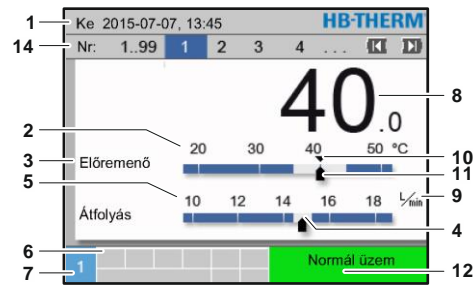 1 Ke 2015-07-07, 13:45 HB-THERM
14 Nr: 1..99 1 2 3 4 ...
40.0 8
2 20 30 40 50 °C 10
3 Előremenő 11
5 10 12 14 16 18 L/min 9
Átfolyás 4
6 Normál üzem
7 1 12